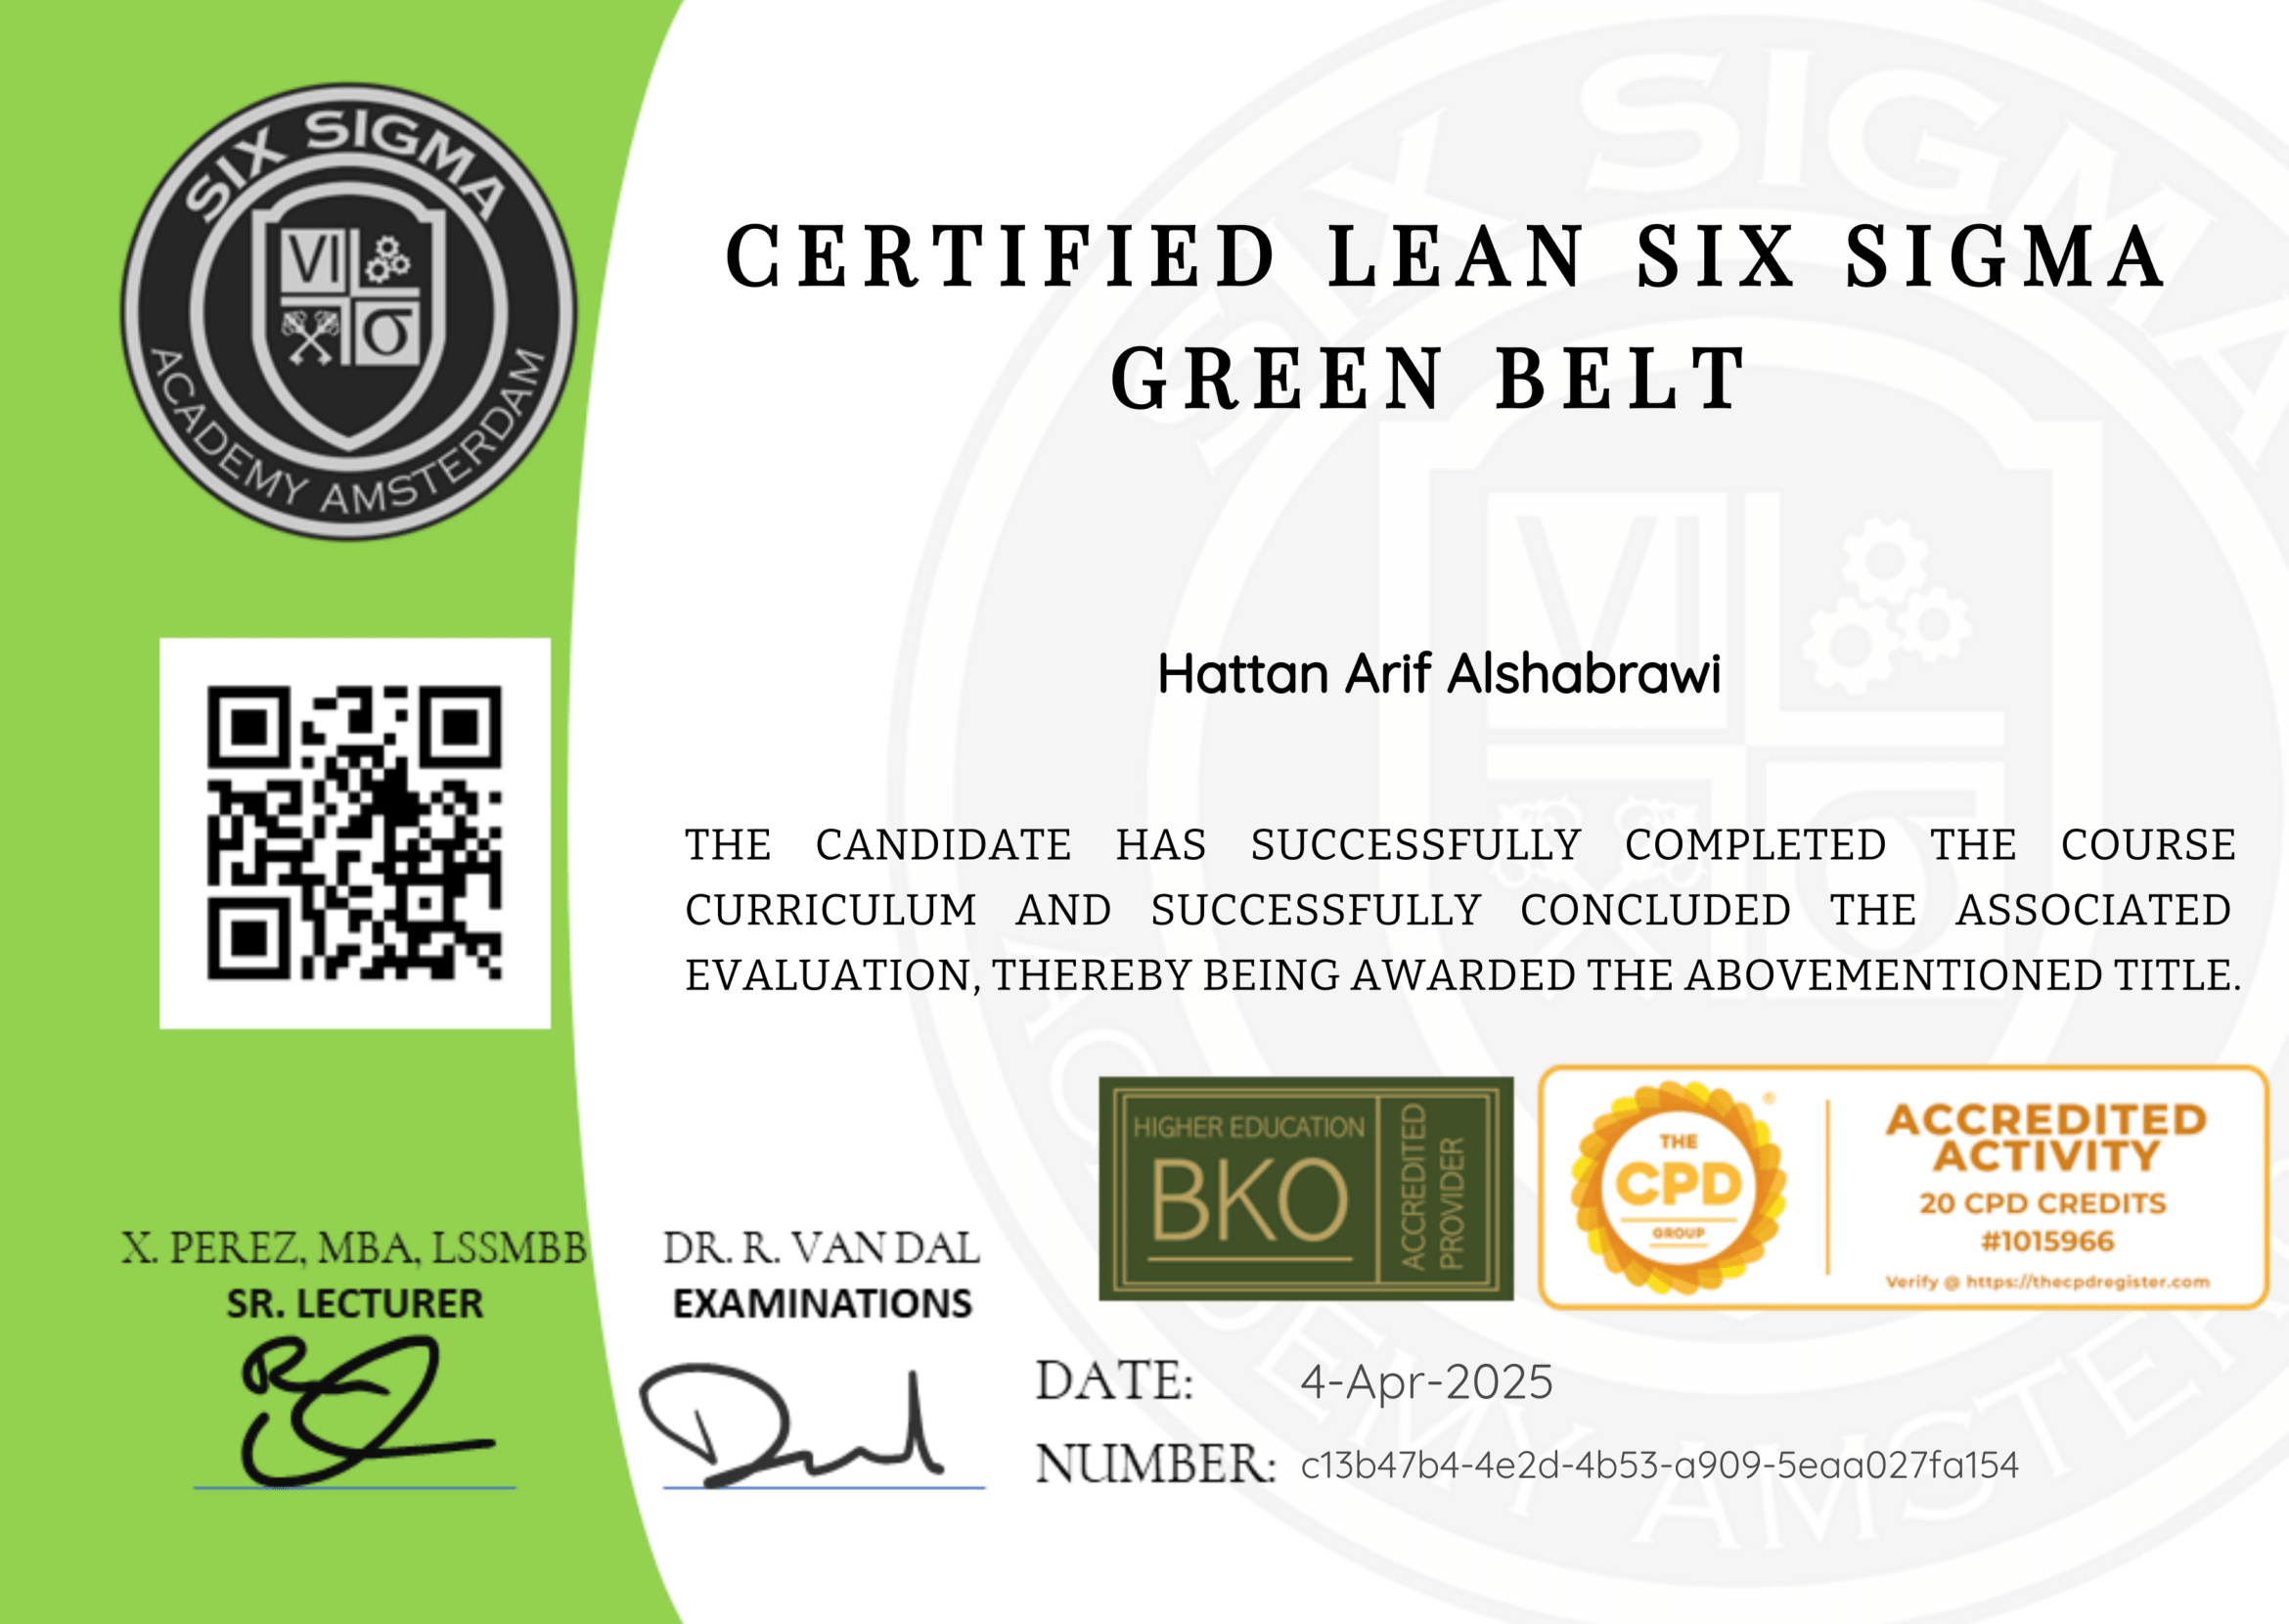 SIX SIGMA
ACADEMY AMSTERDAM
VI
σ
CERTIFIED LEAN SIX SIGMA
GREEN BELT
Hattan Arif Alshabrawi
THE CANDIDATE HAS SUCCESSFULLY COMPLETED THE COURSE
CURRICULUM AND SUCCESSFULLY CONCLUDED THE ASSOCIATED
EVALUATION, THEREBY BEING AWARDED THE ABOVEMENTIONED TITLE.
HIGHER EDUCATION
BKO
ACCREDITED
PROVIDER
THE
CPD
GROUP
®
ACCREDITED
ACTIVITY
20 CPD CREDITS
#1015966
Verify @ https://thecpdregister.com
X. PEREZ, MBA, LSSMBB
SR. LECTURER
DR. R. VAN DAL
EXAMINATIONS
DATE: 4-Apr-2025
NUMBER: c13b47b4-4e2d-4b53-a909-5eaa027fa154